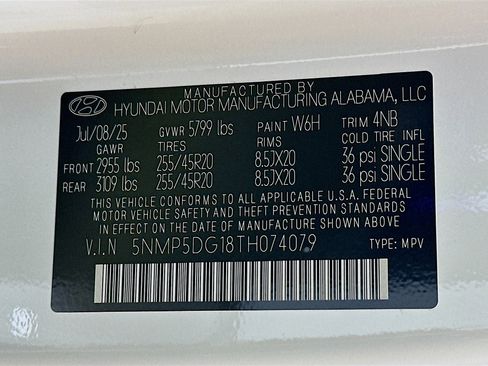 MANUFACTURED BY
HYUNDAI MOTOR MANUFACTURING ALABAMA, LLC
Jul/08/25 GVWR 5799 lbs PAINT W6H TRIM 4NB
GAWR TIRES RIMS COLD TIRE INFL
FRONT 2955 lbs 255/45R20 8.5JX20 36 psi SINGLE
REAR 3109 lbs 255/45R20 8.5JX20 36 psi SINGLE
THIS VEHICLE CONFORMS TO ALL APPLICABLE U.S.A. FEDERAL
MOTOR VEHICLE SAFETY AND THEFT PREVENTION STANDARDS
IN EFFECT ON THE DATE OF MANUFACTURE SHOWN ABOVE.
V.I.N 5NMP5DG18TH074079 TYPE: MPV